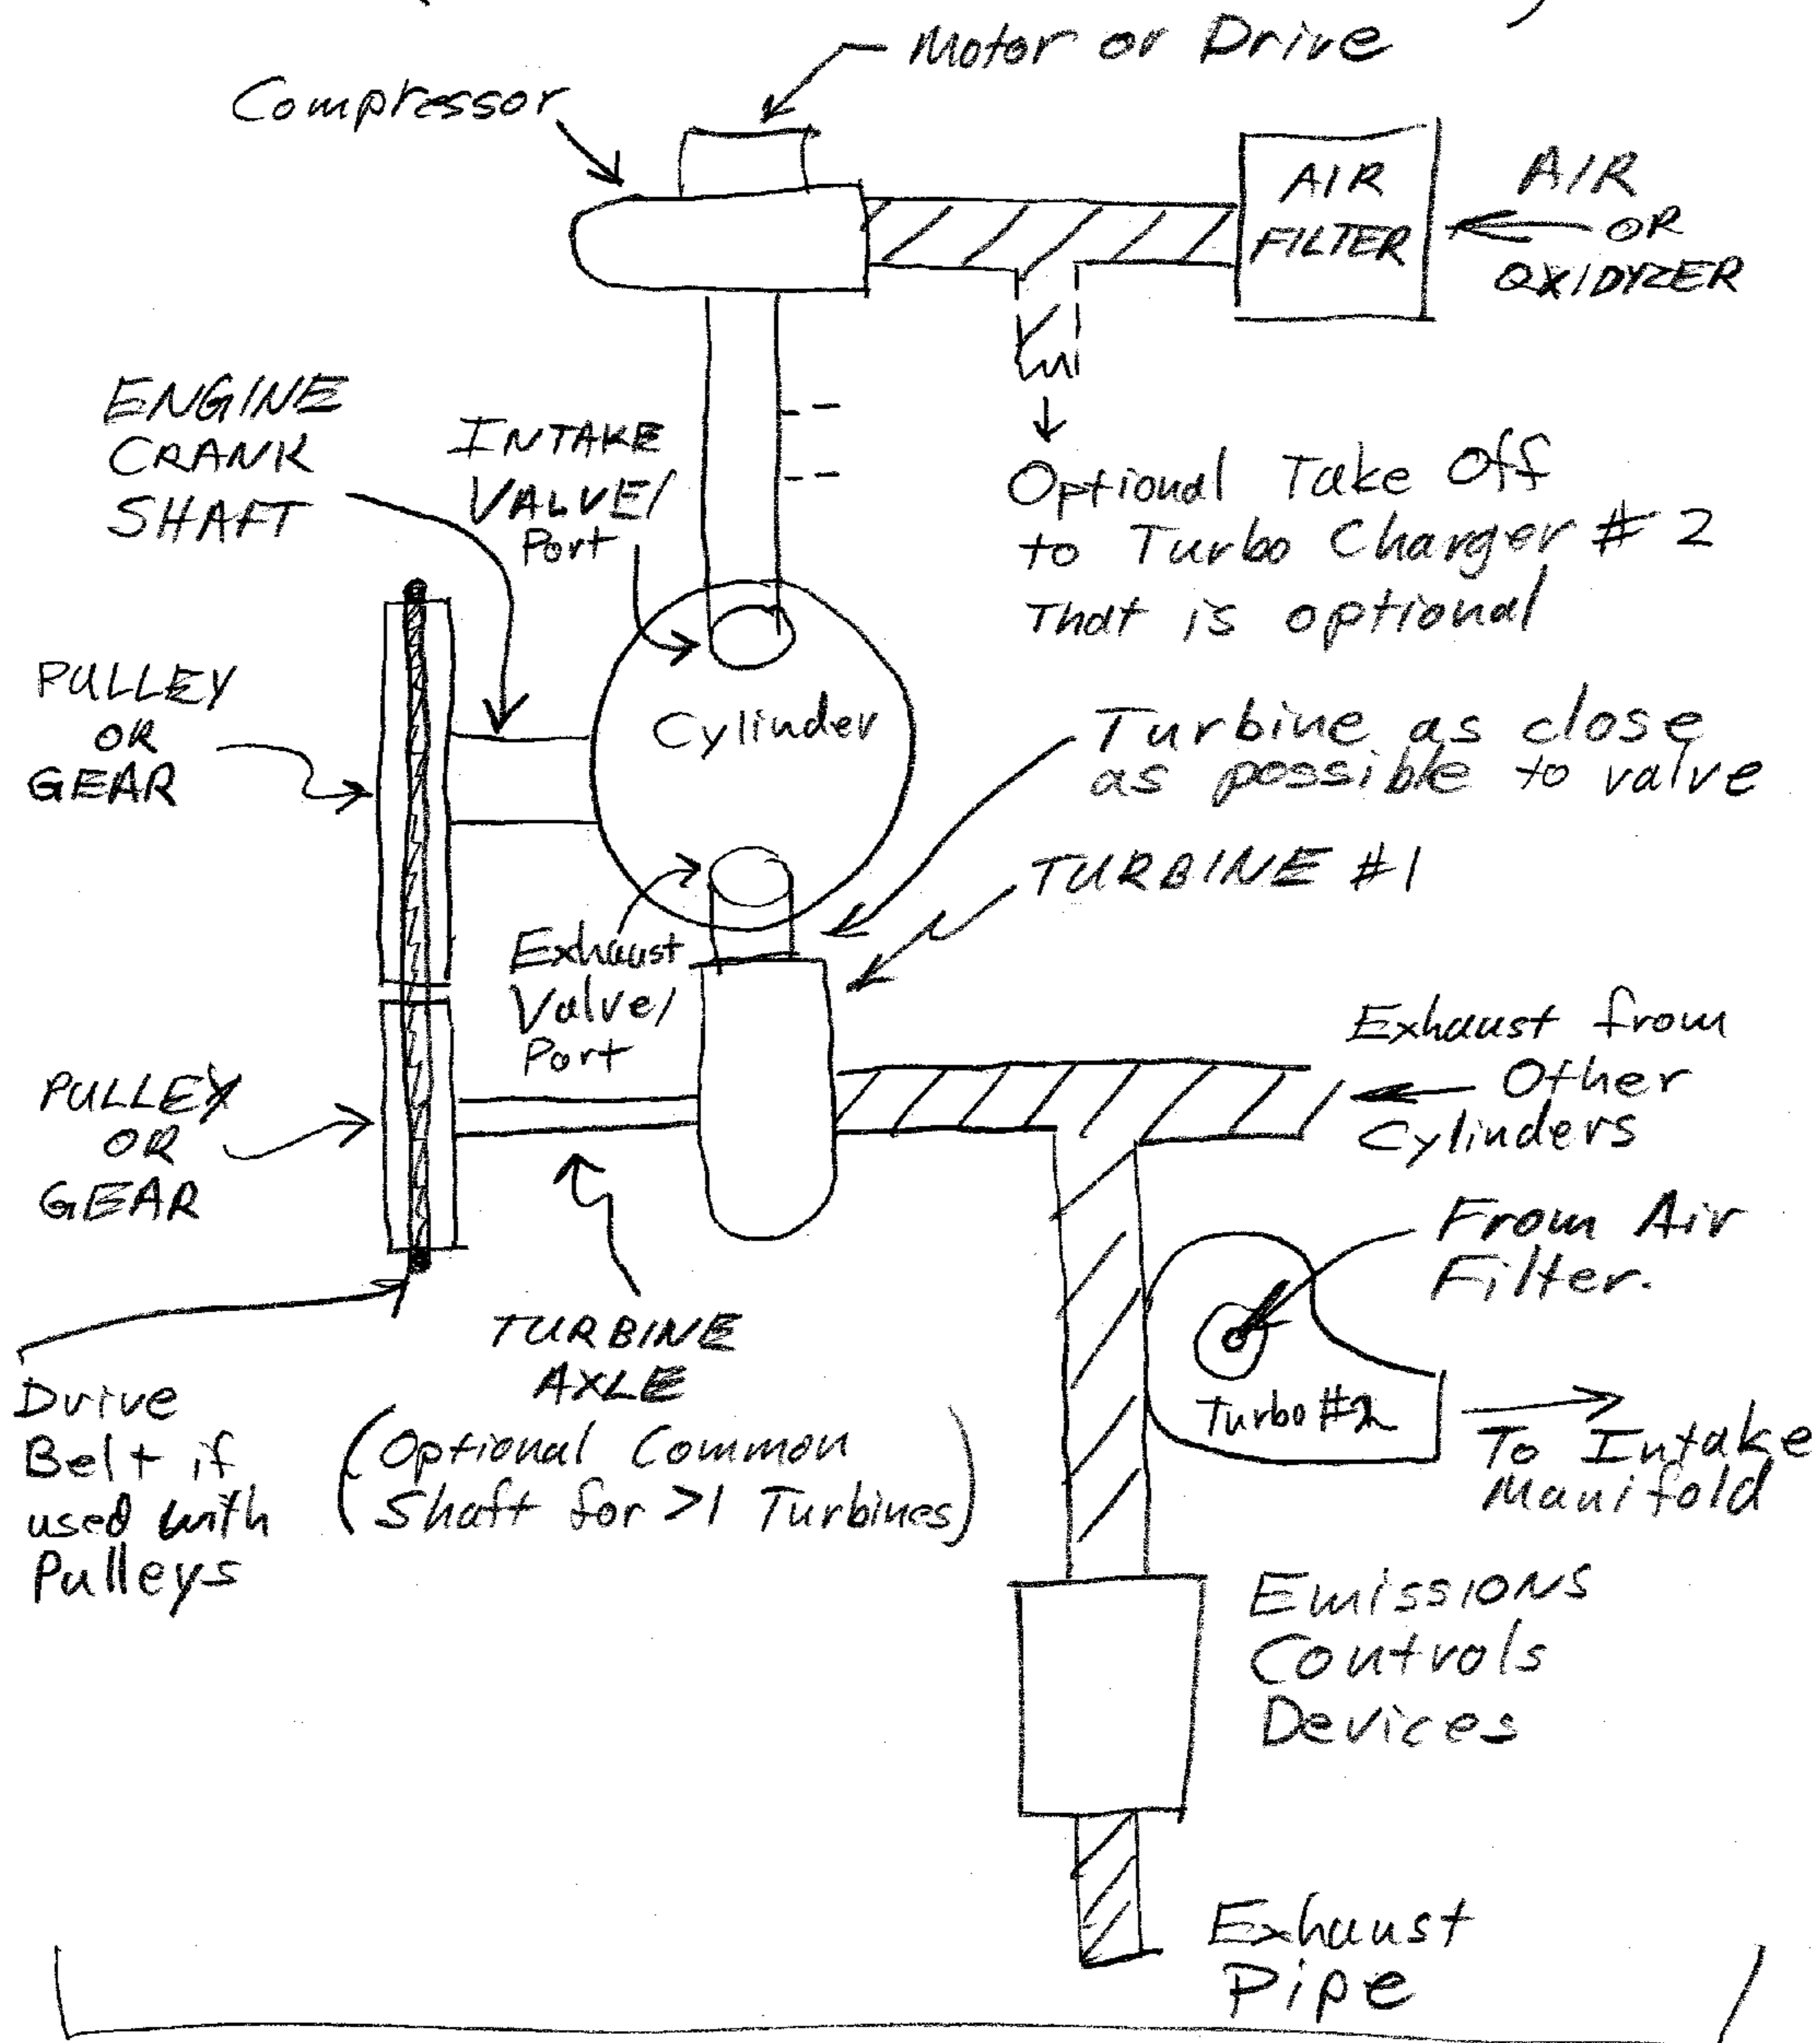 Motor or Drive
Compressor
AIR
FILTER
AIR
OR
OXIDYZER
ENGINE
CRANK
SHAFT
INTAKE
VALVE/
Port
Optional Take Off
to Turbo Charger # 2
That is optional
PULLEY
OR
GEAR
Cylinder
Turbine as close
as possible to valve
TURBINE #1
Exhaust
Valve/
Port
Exhaust from
Other
Cylinders
PULLEY
OR
GEAR
From Air
Filter.
TURBINE
AXLE
(Optional Common
Shaft for >1 Turbines)
Turbo #2
To Intake
Manifold
Drive
Belt if
used with
Pulleys
Emissions
Controls
Devices
Exhaust
Pipe